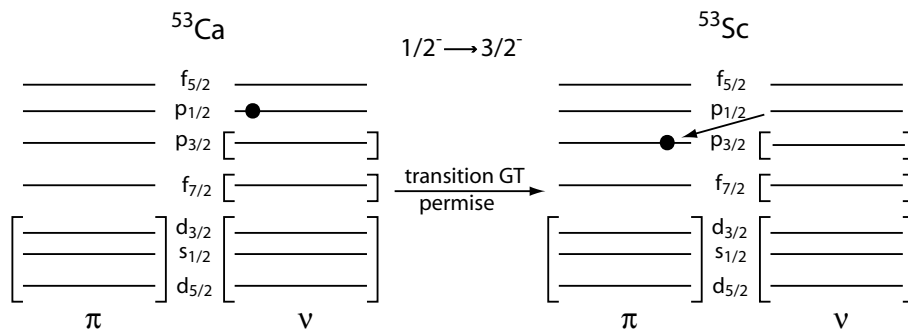 ⁵³Ca
1/2⁻ ⟶ 3/2⁻
⁵³Sc
f5/2
p1/2
p3/2
f7/2
d3/2
s1/2
d5/2
π
ν
transition GT
permise
f5/2
p1/2
p3/2
f7/2
d3/2
s1/2
d5/2
π
ν